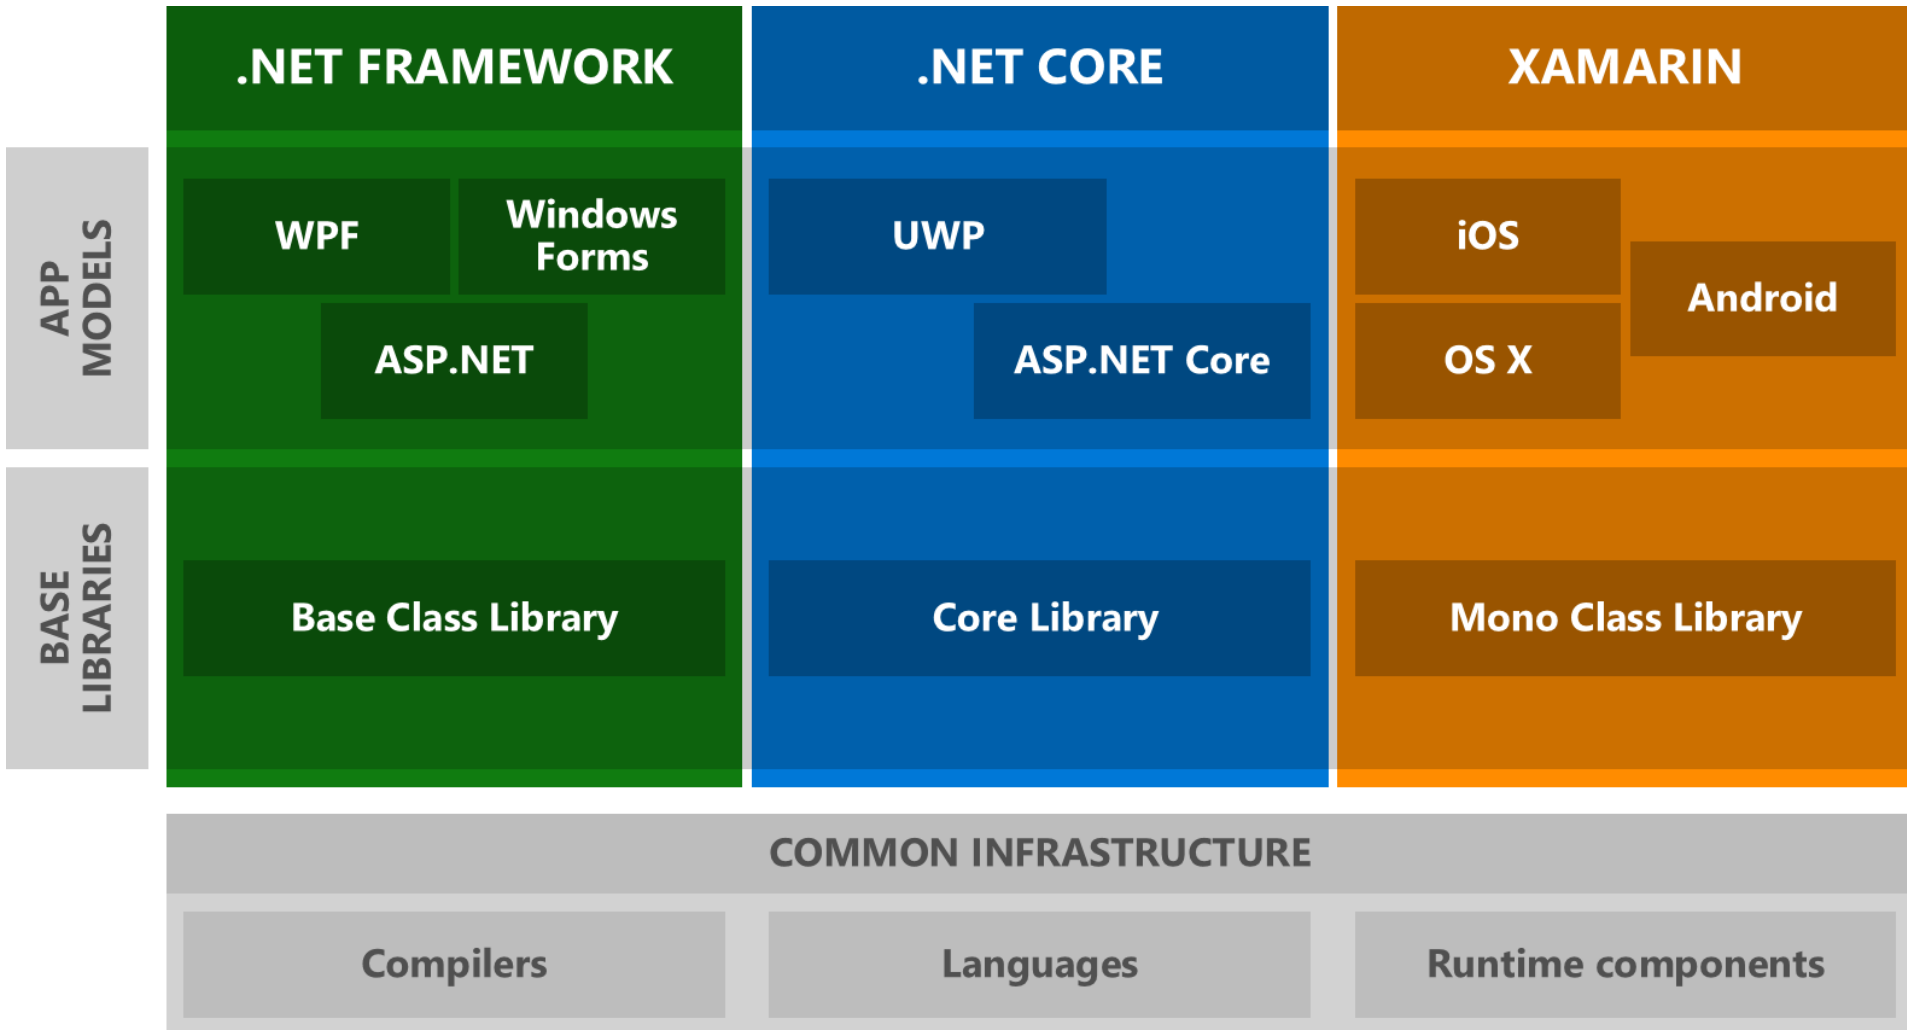 .NET FRAMEWORK
.NET CORE
XAMARIN
APP
MODELS
WPF
Windows
Forms
ASP.NET
UWP
ASP.NET Core
iOS
Android
OS X
BASE
LIBRARIES
Base Class Library
Core Library
Mono Class Library
COMMON INFRASTRUCTURE
Compilers
Languages
Runtime components